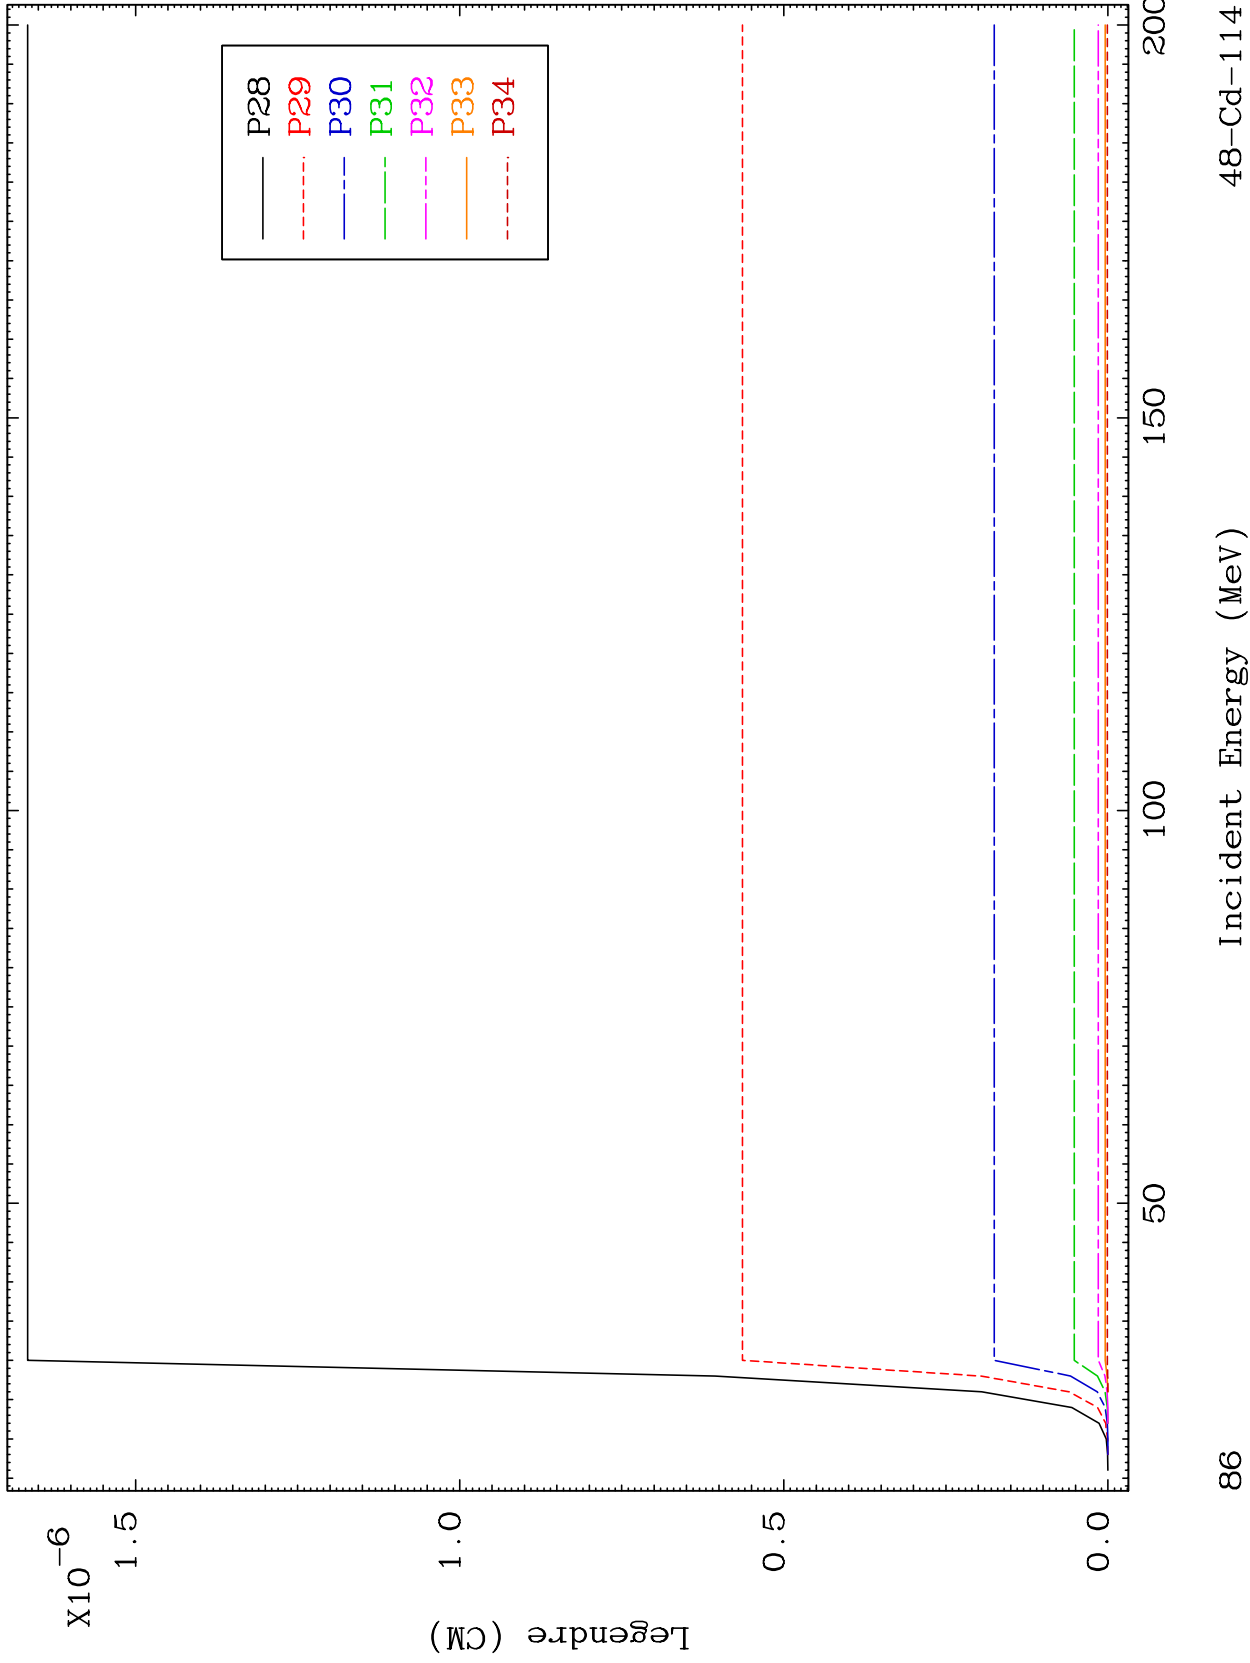 X10-6
1.5
1.0
0.5
0.0
Legendre (CM)
P28
P29
P30
P31
P32
P33
P34
50
100
150
200
Incident Energy (MeV)
86
48-Cd-114